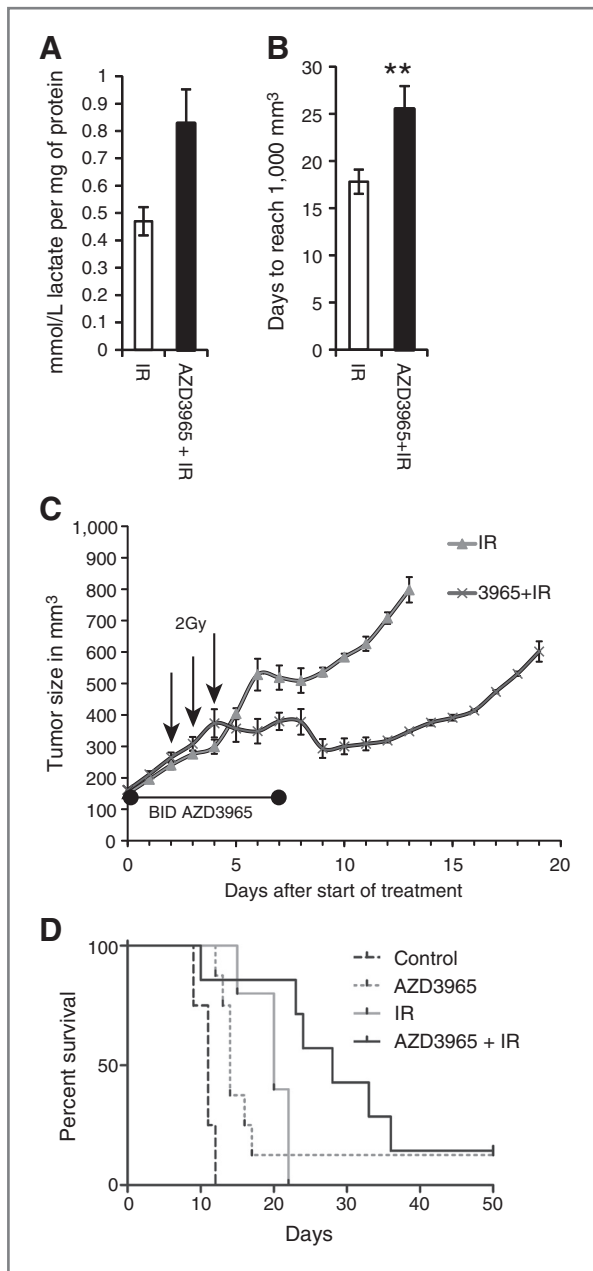 A
mmol/L lactate per mg of protein
1
0.9
0.8
0.7
0.6
0.5
0.4
0.3
0.2
0.1
0
IR
AZD3965 + IR
B
Days to reach 1,000 mm³
30
25
20
15
10
5
0
**
IR
AZD3965+IR
C
Tumor size in mm³
1,000
900
800
700
600
500
400
300
200
100
0
2Gy
IR
3965+IR
BID AZD3965
0 5 10 15 20
Days after start of treatment
D
Percent survival
100
50
0
Control
AZD3965
IR
AZD3965 + IR
0 10 20 30 40 50
Days